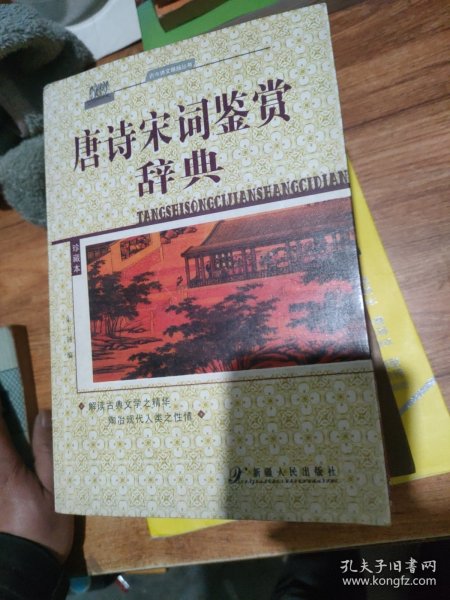 唐诗宋词鉴赏
辞典
TANGSHISONGCIJIANSHANGCIDIAN
珍藏本
解读古典文学之精华
陶冶现代人类之性情
新疆人民出版社
孔夫子旧书网
www.kongfz.com